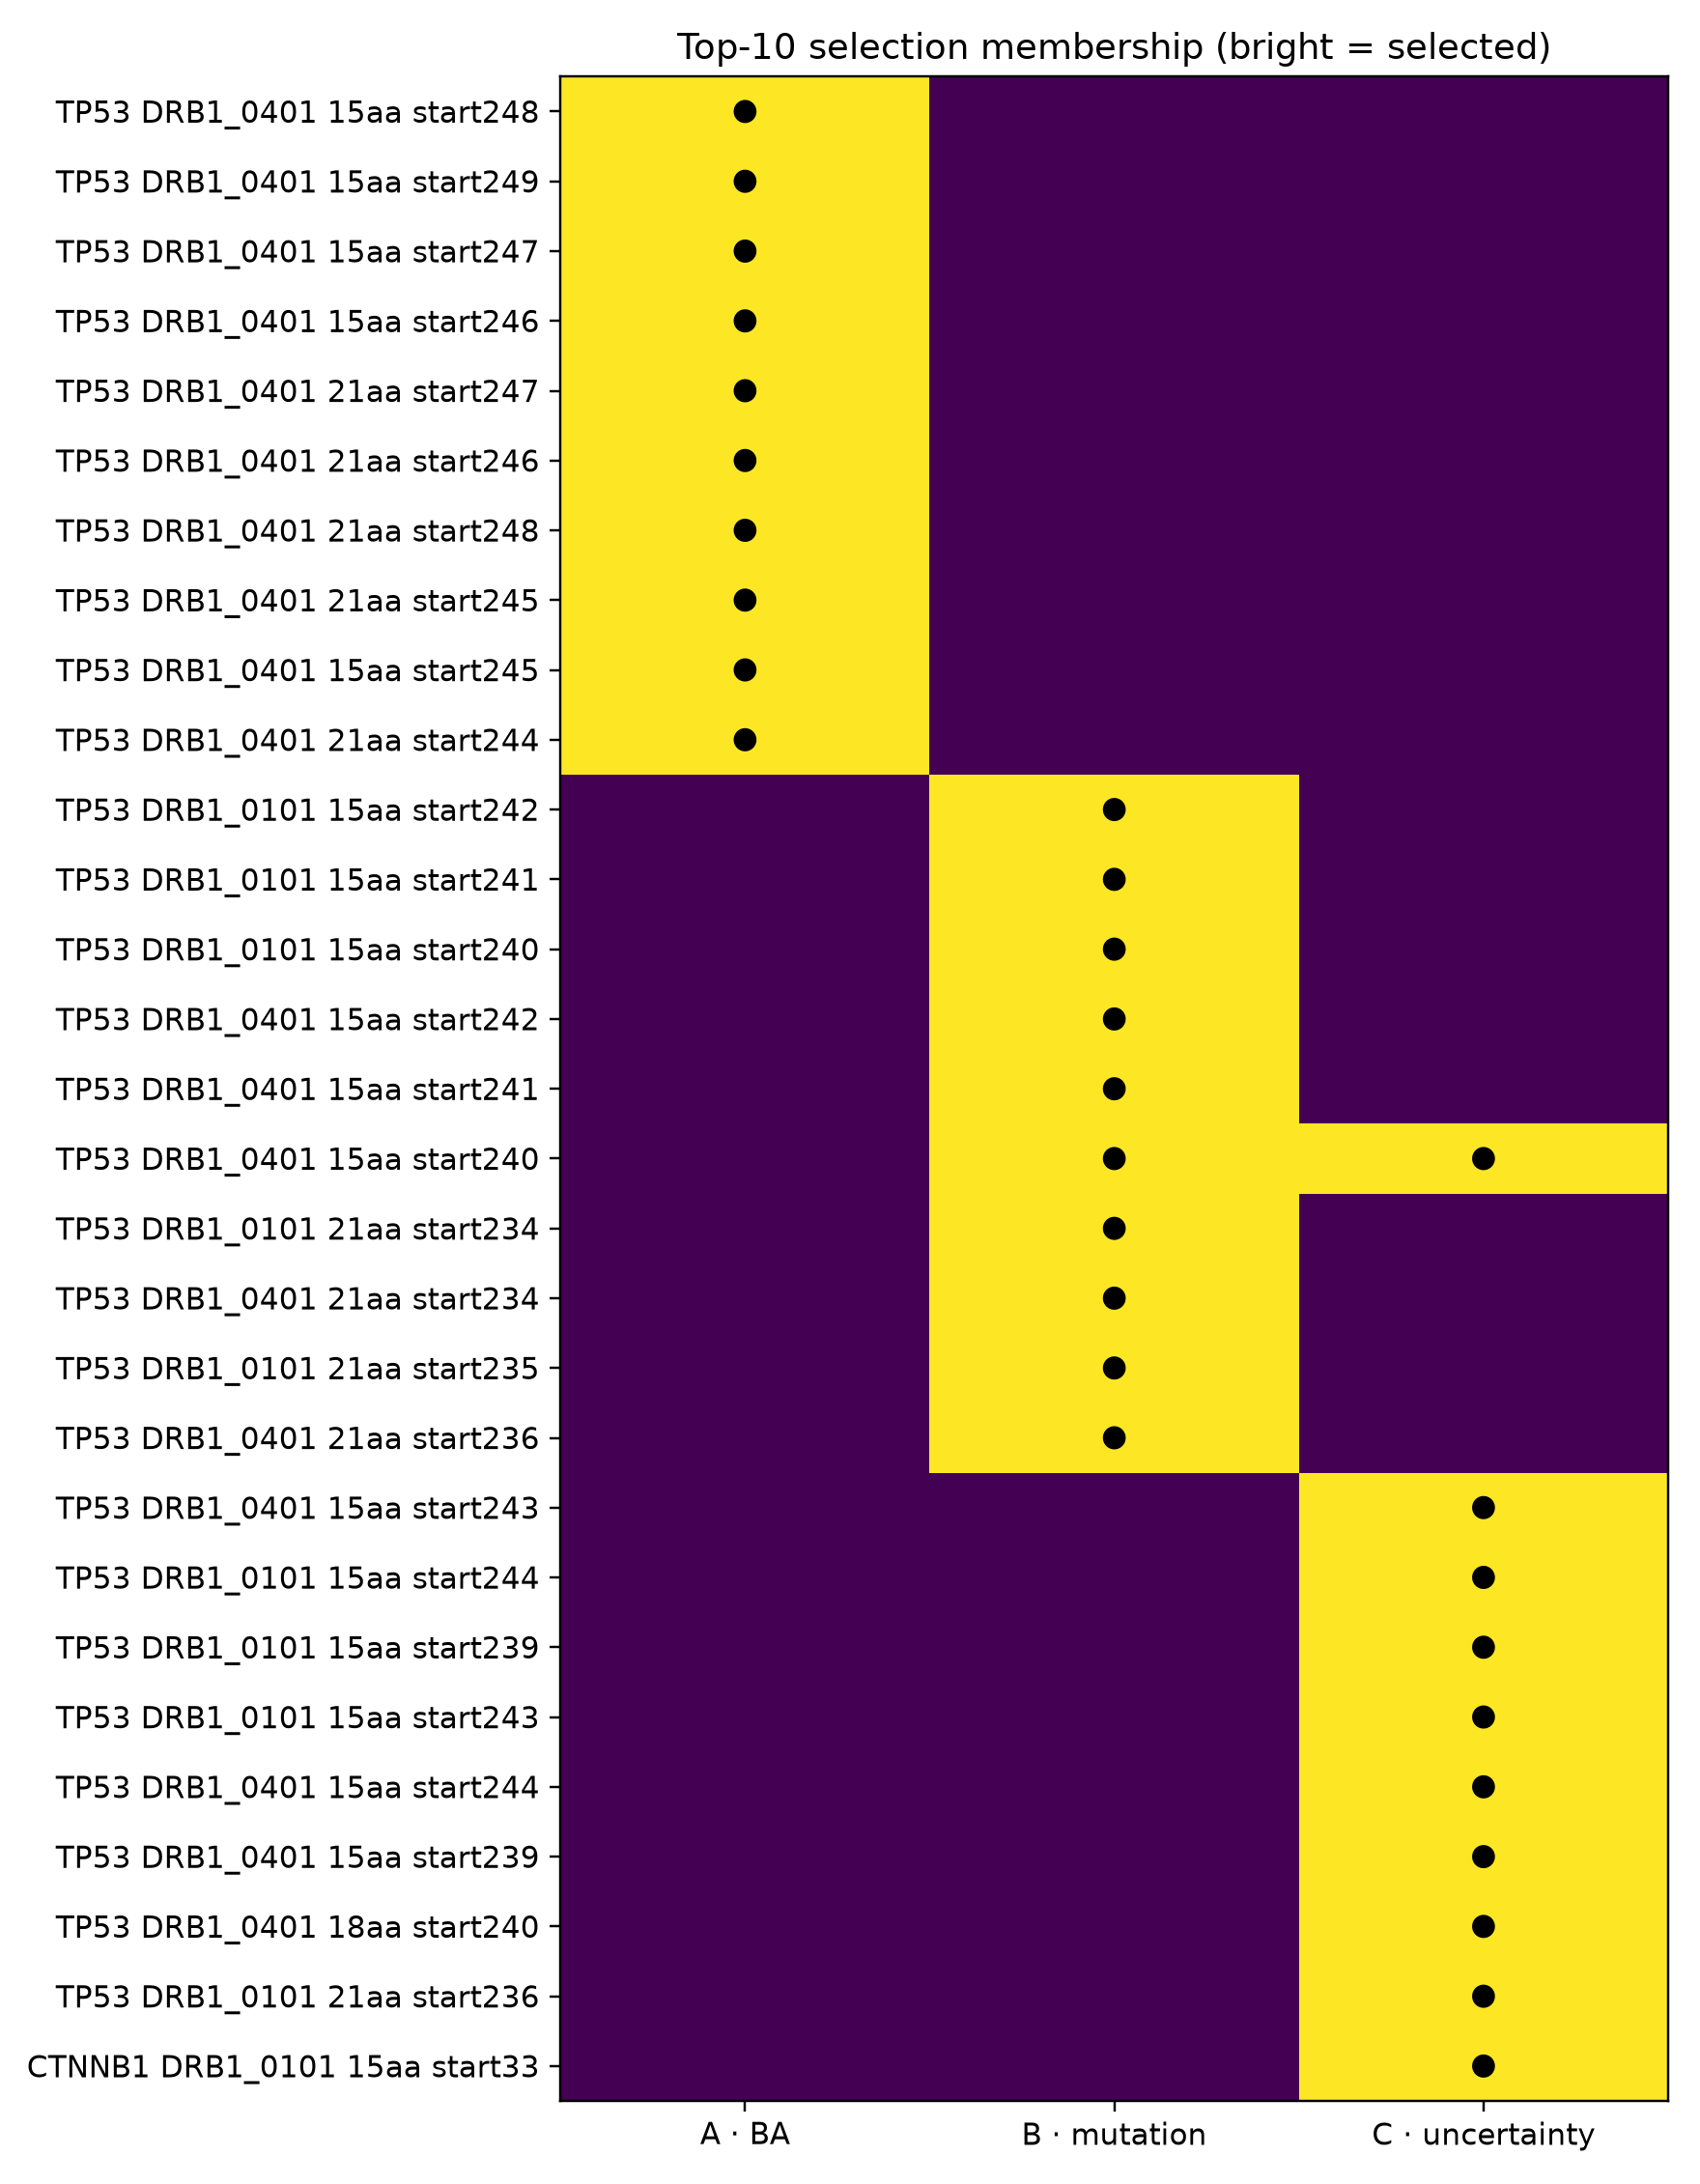 Top-10 selection membership (bright = selected)
TP53 DRB1_0401 15aa start248
TP53 DRB1_0401 15aa start249
TP53 DRB1_0401 15aa start247
TP53 DRB1_0401 15aa start246
TP53 DRB1_0401 21aa start247
TP53 DRB1_0401 21aa start246
TP53 DRB1_0401 21aa start248
TP53 DRB1_0401 21aa start245
TP53 DRB1_0401 15aa start245
TP53 DRB1_0401 21aa start244
TP53 DRB1_0101 15aa start242
TP53 DRB1_0101 15aa start241
TP53 DRB1_0101 15aa start240
TP53 DRB1_0401 15aa start242
TP53 DRB1_0401 15aa start241
TP53 DRB1_0401 15aa start240
TP53 DRB1_0101 21aa start234
TP53 DRB1_0401 21aa start234
TP53 DRB1_0101 21aa start235
TP53 DRB1_0401 21aa start236
TP53 DRB1_0401 15aa start243
TP53 DRB1_0101 15aa start244
TP53 DRB1_0101 15aa start239
TP53 DRB1_0101 15aa start243
TP53 DRB1_0401 15aa start244
TP53 DRB1_0401 15aa start239
TP53 DRB1_0401 18aa start240
TP53 DRB1_0101 21aa start236
CTNNB1 DRB1_0101 15aa start33
A · BA
B · mutation
C · uncertainty